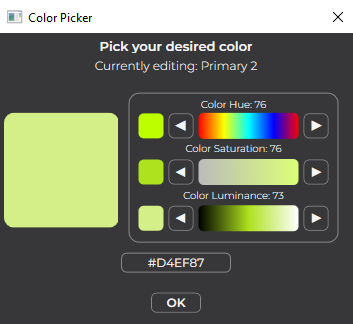 Color Picker
Pick your desired color
Currently editing: Primary 2
Color Hue: 76
Color Saturation: 76
Color Luminance: 73
#D4EF87
OK